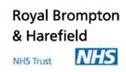 Royal Brompton
& Harefield
NHS Trust NHS